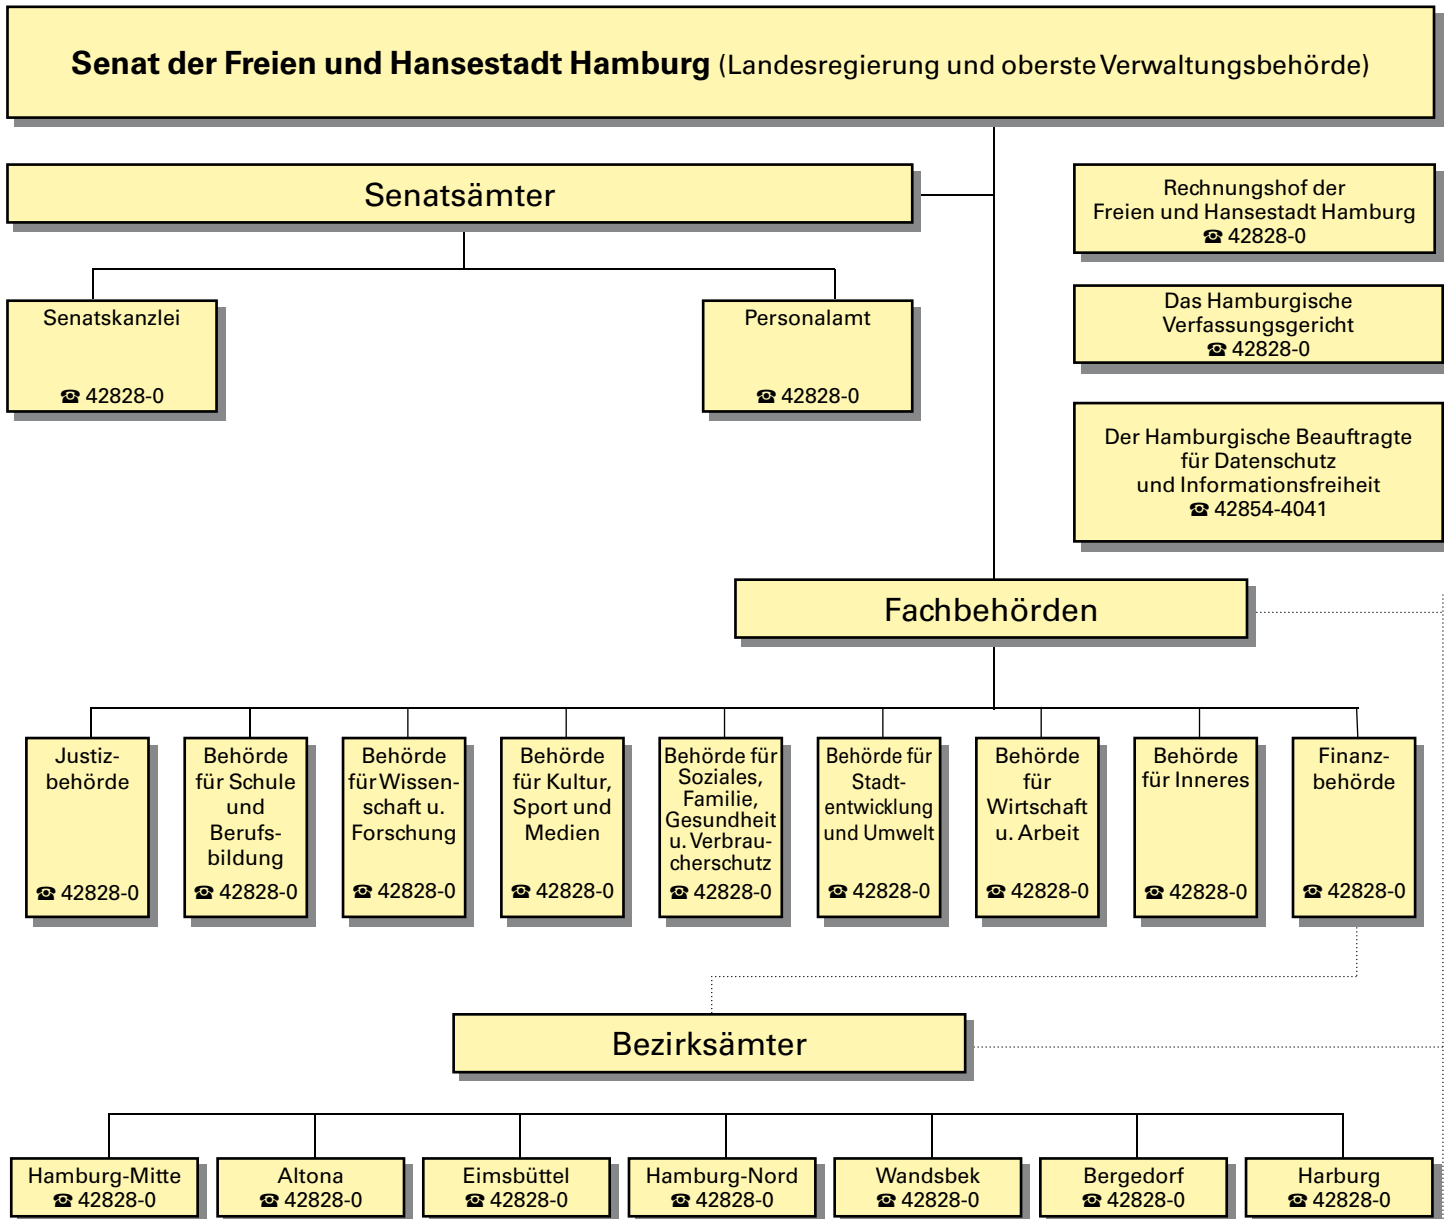 Senat der Freien und Hansestadt Hamburg (Landesregierung und oberste Verwaltungsbehörde)
Senatsämter
Rechnungshof der
Freien und Hansestadt Hamburg
☎ 42828-0
Senatskanzlei
☎ 42828-0
Personalamt
☎ 42828-0
Das Hamburgische
Verfassungsgericht
☎ 42828-0
Der Hamburgische Beauftragte
für Datenschutz
und Informationsfreiheit
☎ 42854-4041
Fachbehörden
Justiz-
behörde
☎ 42828-0
Behörde
für Schule
und
Berufs-
bildung
☎ 42828-0
Behörde
für Wissen-
schaft u.
Forschung
☎ 42828-0
Behörde
für Kultur,
Sport und
Medien
☎ 42828-0
Behörde für
Soziales,
Familie,
Gesundheit
u. Verbrau-
cherschutz
☎ 42828-0
Behörde für
Stadt-
entwicklung
und Umwelt
☎ 42828-0
Behörde
für
Wirtschaft
u. Arbeit
☎ 42828-0
Behörde
für Inneres
☎ 42828-0
Finanz-
behörde
☎ 42828-0
Bezirksämter
Hamburg-Mitte
☎ 42828-0
Altona
☎ 42828-0
Eimsbüttel
☎ 42828-0
Hamburg-Nord
☎ 42828-0
Wandsbek
☎ 42828-0
Bergedorf
☎ 42828-0
Harburg
☎ 42828-0